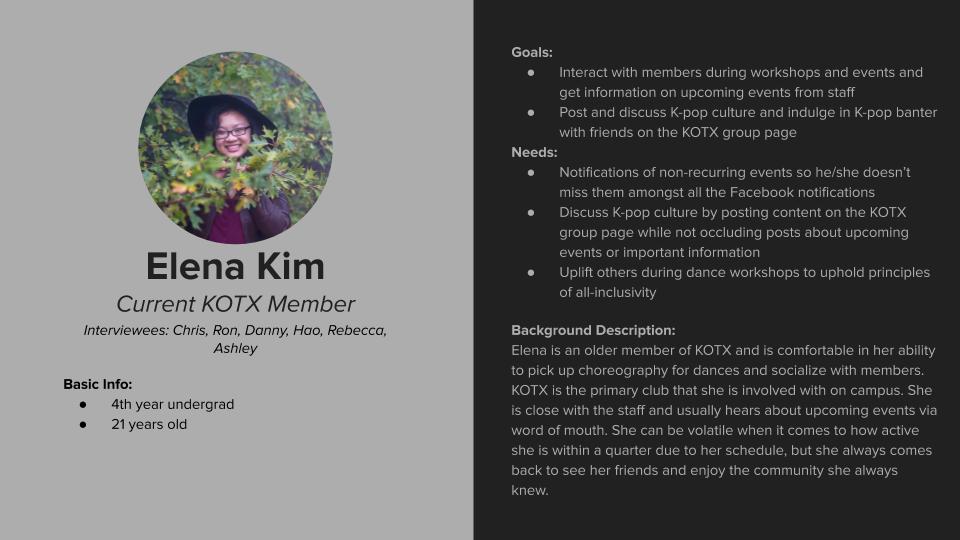 Elena Kim
Current KOTX Member
Interviewees: Chris, Ron, Danny, Hao, Rebecca,
Ashley
Basic Info:
● 4th year undergrad
● 21 years old
Goals:
● Interact with members during workshops and events and
get information on upcoming events from staff
● Post and discuss K-pop culture and indulge in K-pop banter
with friends on the KOTX group page
Needs:
● Notifications of non-recurring events so he/she doesn’t
miss them amongst all the Facebook notifications
● Discuss K-pop culture by posting content on the KOTX
group page while not occluding posts about upcoming
events or important information
● Uplift others during dance workshops to uphold principles
of all-inclusivity
Background Description:
Elena is an older member of KOTX and is comfortable in her ability
to pick up choreography for dances and socialize with members.
KOTX is the primary club that she is involved with on campus. She
is close with the staff and usually hears about upcoming events via
word of mouth. She can be volatile when it comes to how active
she is within a quarter due to her schedule, but she always comes
back to see her friends and enjoy the community she always
knew.